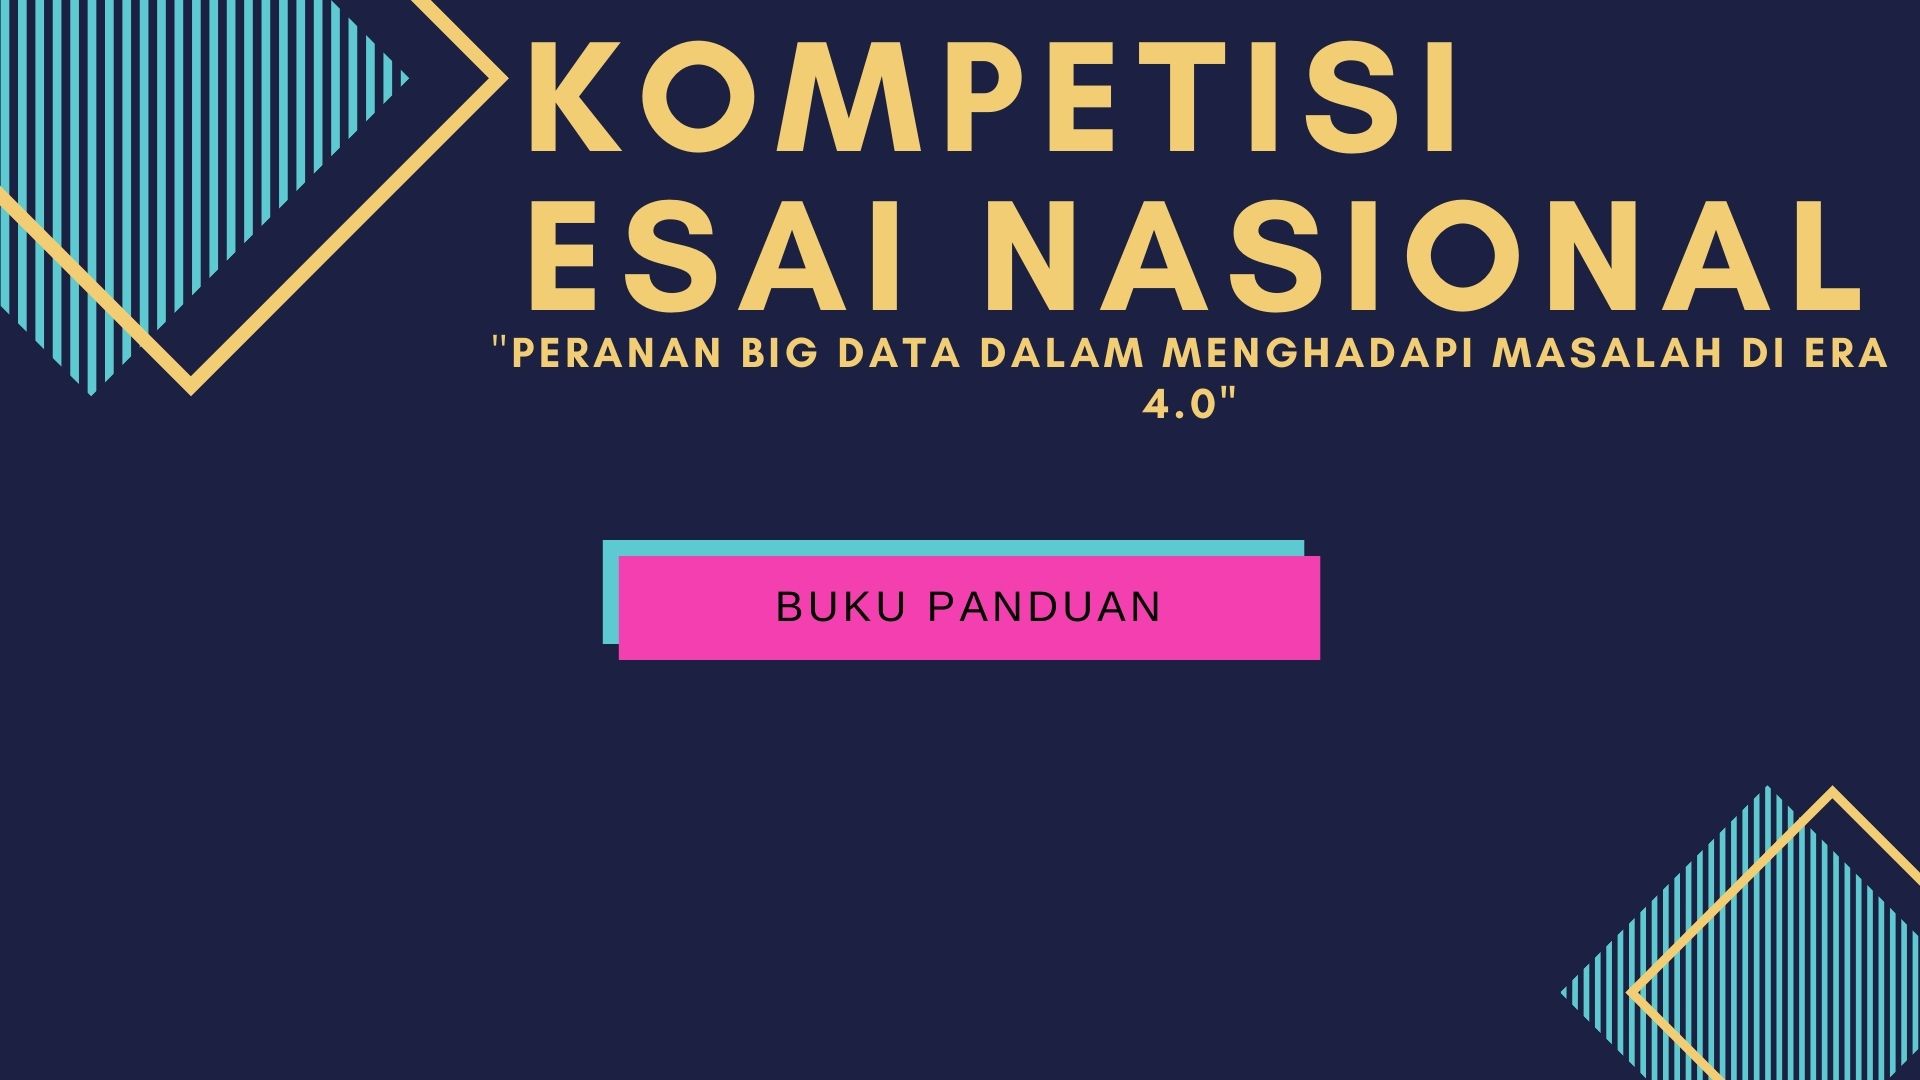 KOMPETISI
ESAI NASIONAL
"PERANAN BIG DATA DALAM MENGHADAPI MASALAH DI ERA
4.0"
BUKU PANDUAN